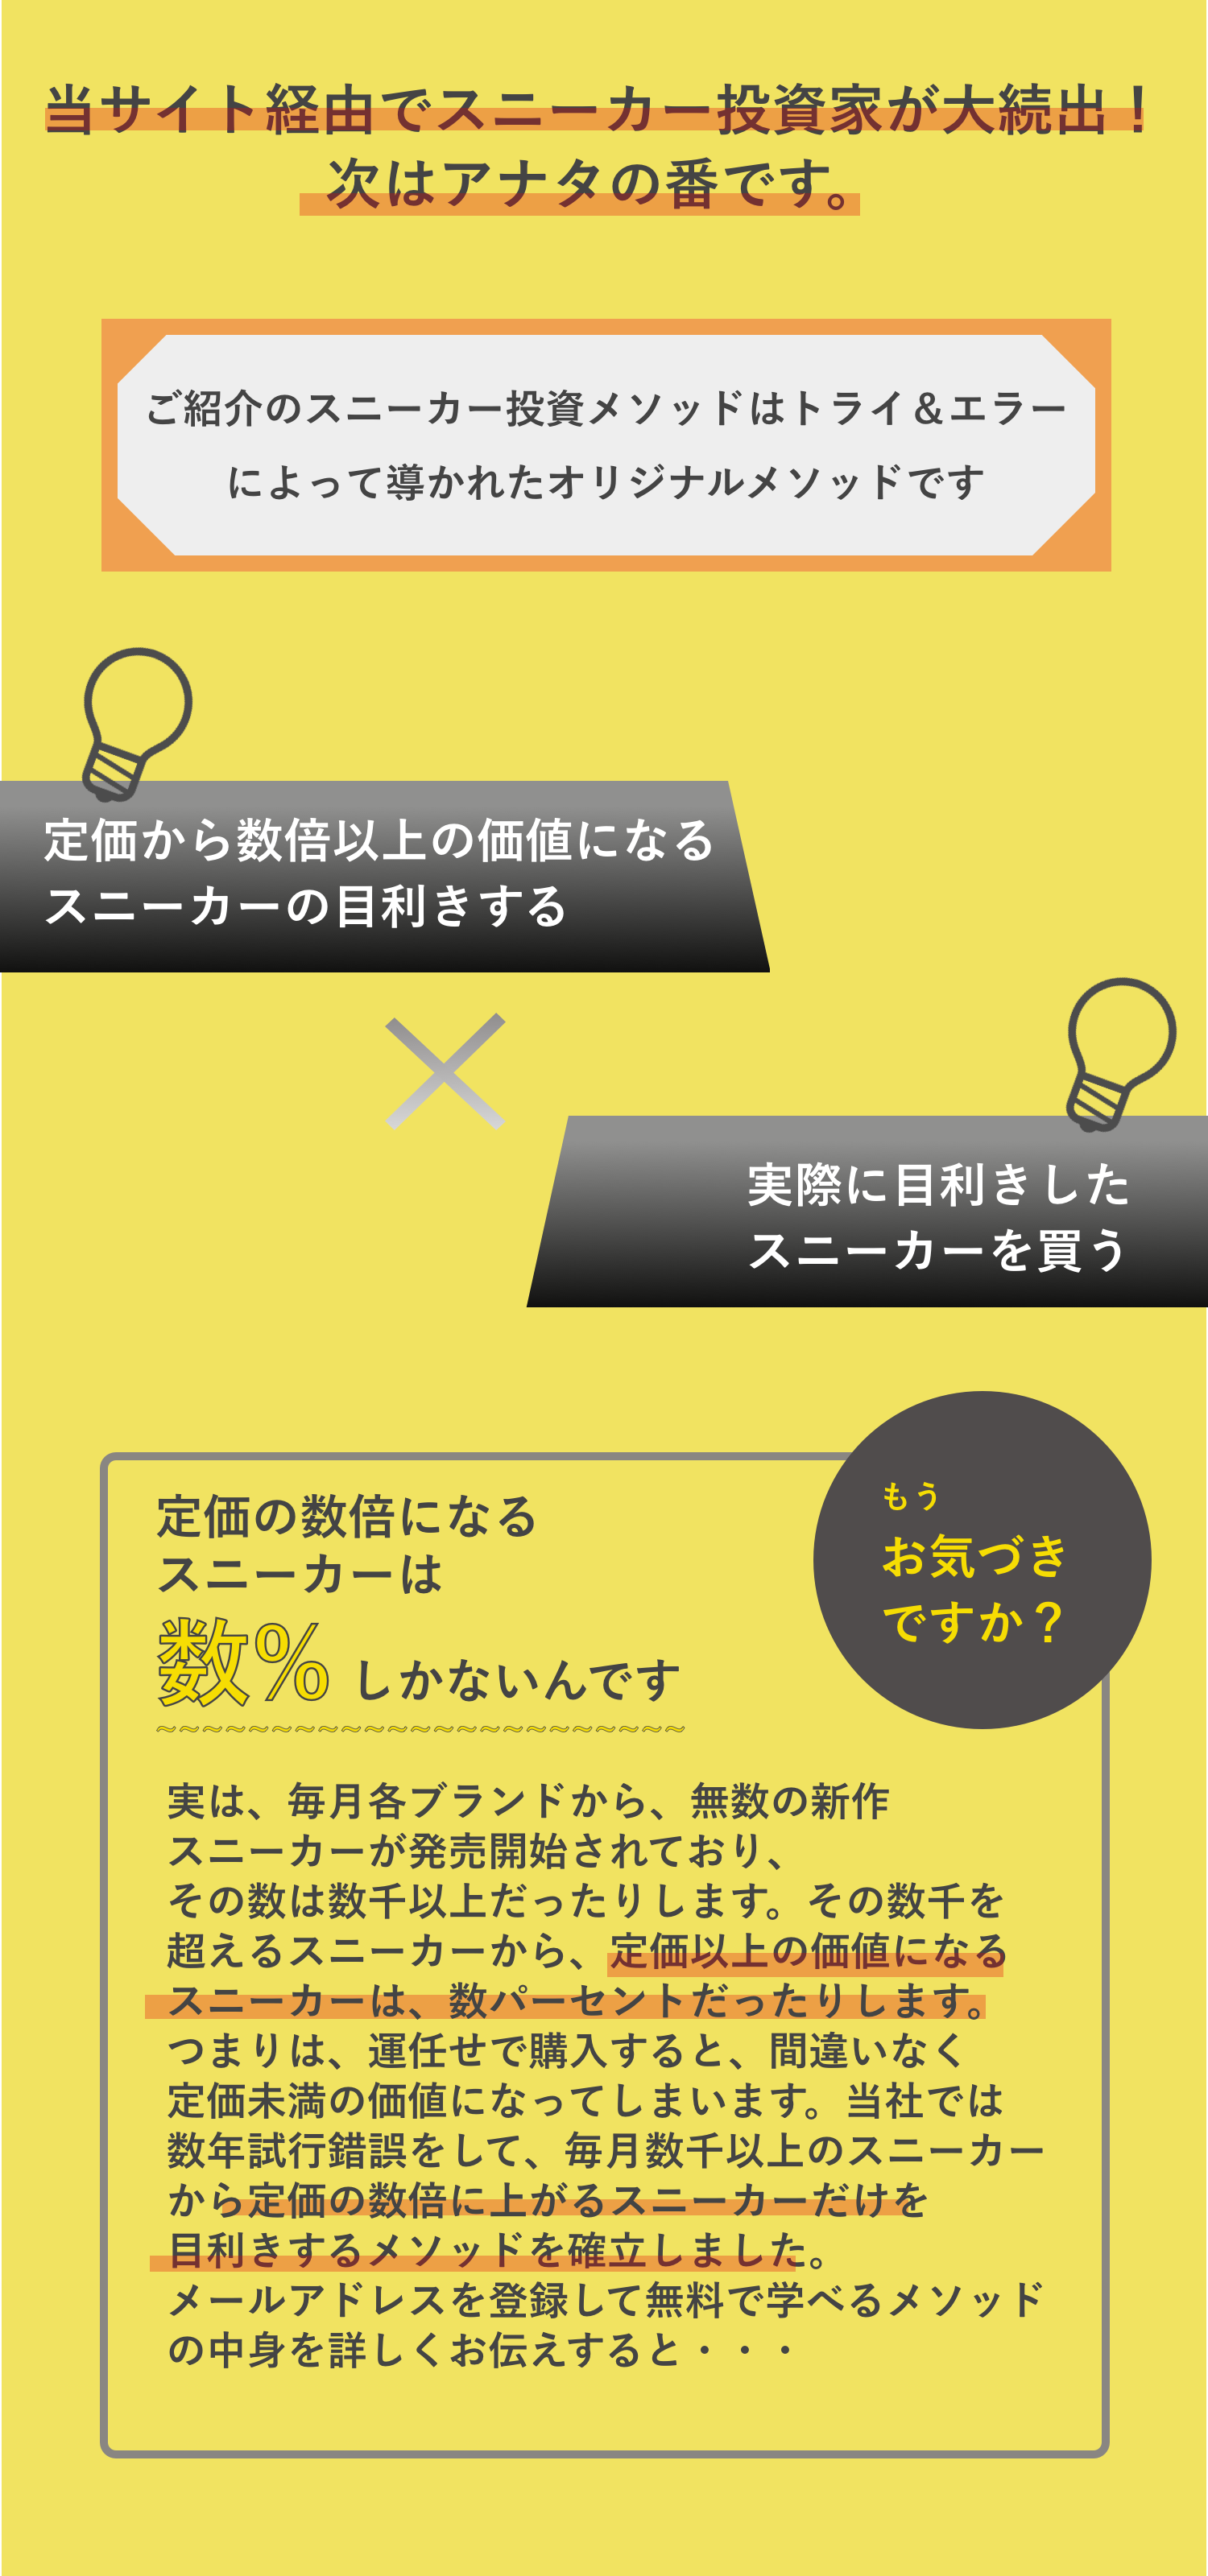 当サイト経由でスニーカー投資家が大続出！
次はアナタの番です。
ご紹介のスニーカー投資メソッドはトライ＆エラー
によって導かれたオリジナルメソッドです
定価から数倍以上の価値になる
スニーカーの目利きする
実際に目利きした
スニーカーを買う
もう
お気づき
ですか？
定価の数倍になる
スニーカーは
数% しかないんです
~~~~~~~~~~~~~~~~~~~~~~~
実は、毎月各ブランドから、無数の新作
スニーカーが発売開始されており、
その数は数千以上だったりします。その数千を
超えるスニーカーから、定価以上の価値になる
スニーカーは、数パーセントだったりします。
つまりは、運任せで購入すると、間違いなく
定価未満の価値になってしまいます。当社では
数年試行錯誤をして、毎月数千以上のスニーカー
から定価の数倍に上がるスニーカーだけを
目利きするメソッドを確立しました。
メールアドレスを登録して無料で学べるメソッド
の中身を詳しくお伝えすると・・・